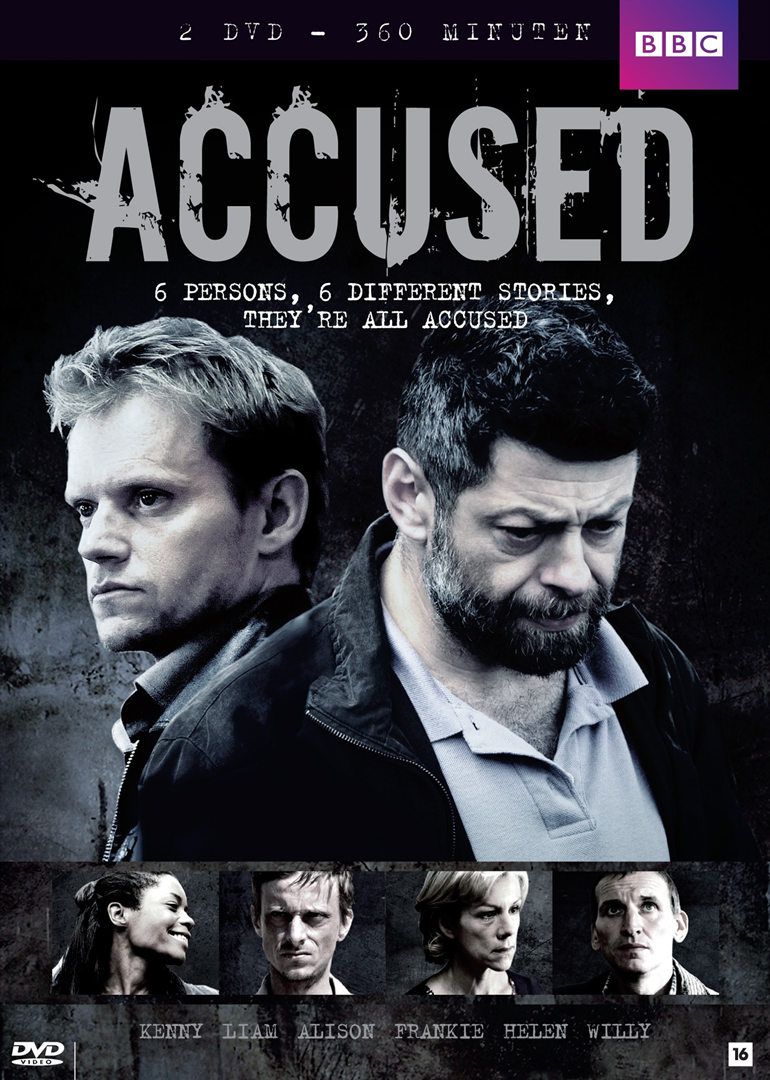 2 DVD - 360 MINUTEN
BBC
ACCUSED
6 PERSONS, 6 DIFFERENT STORIES,
THEY'RE ALL ACCUSED
KENNY LIAM ALISON FRANKIE HELEN WILLY
DVD
VIDEO
16